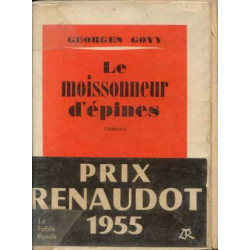 GEORGES GOVY
Le
moissonneur
d'épines
roman
PRIX
RENAUDOT
1955
La
Table
Ronde